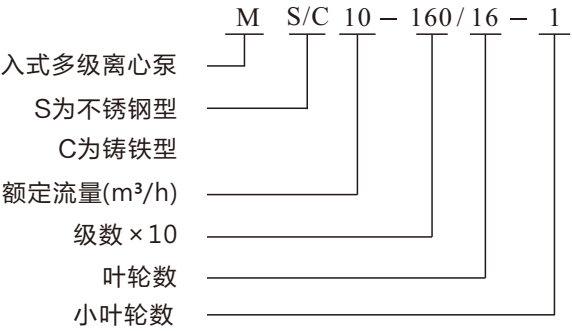 M S/C 10 - 160/16 - 1
入式多级离心泵
S为不锈钢型
C为铸铁型
额定流量(m³/h)
级数×10
叶轮数
小叶轮数